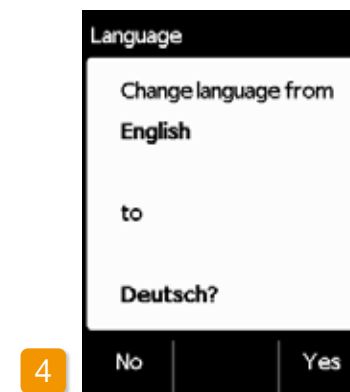 Language
Change language from
English
to
Deutsch?
4
No Yes